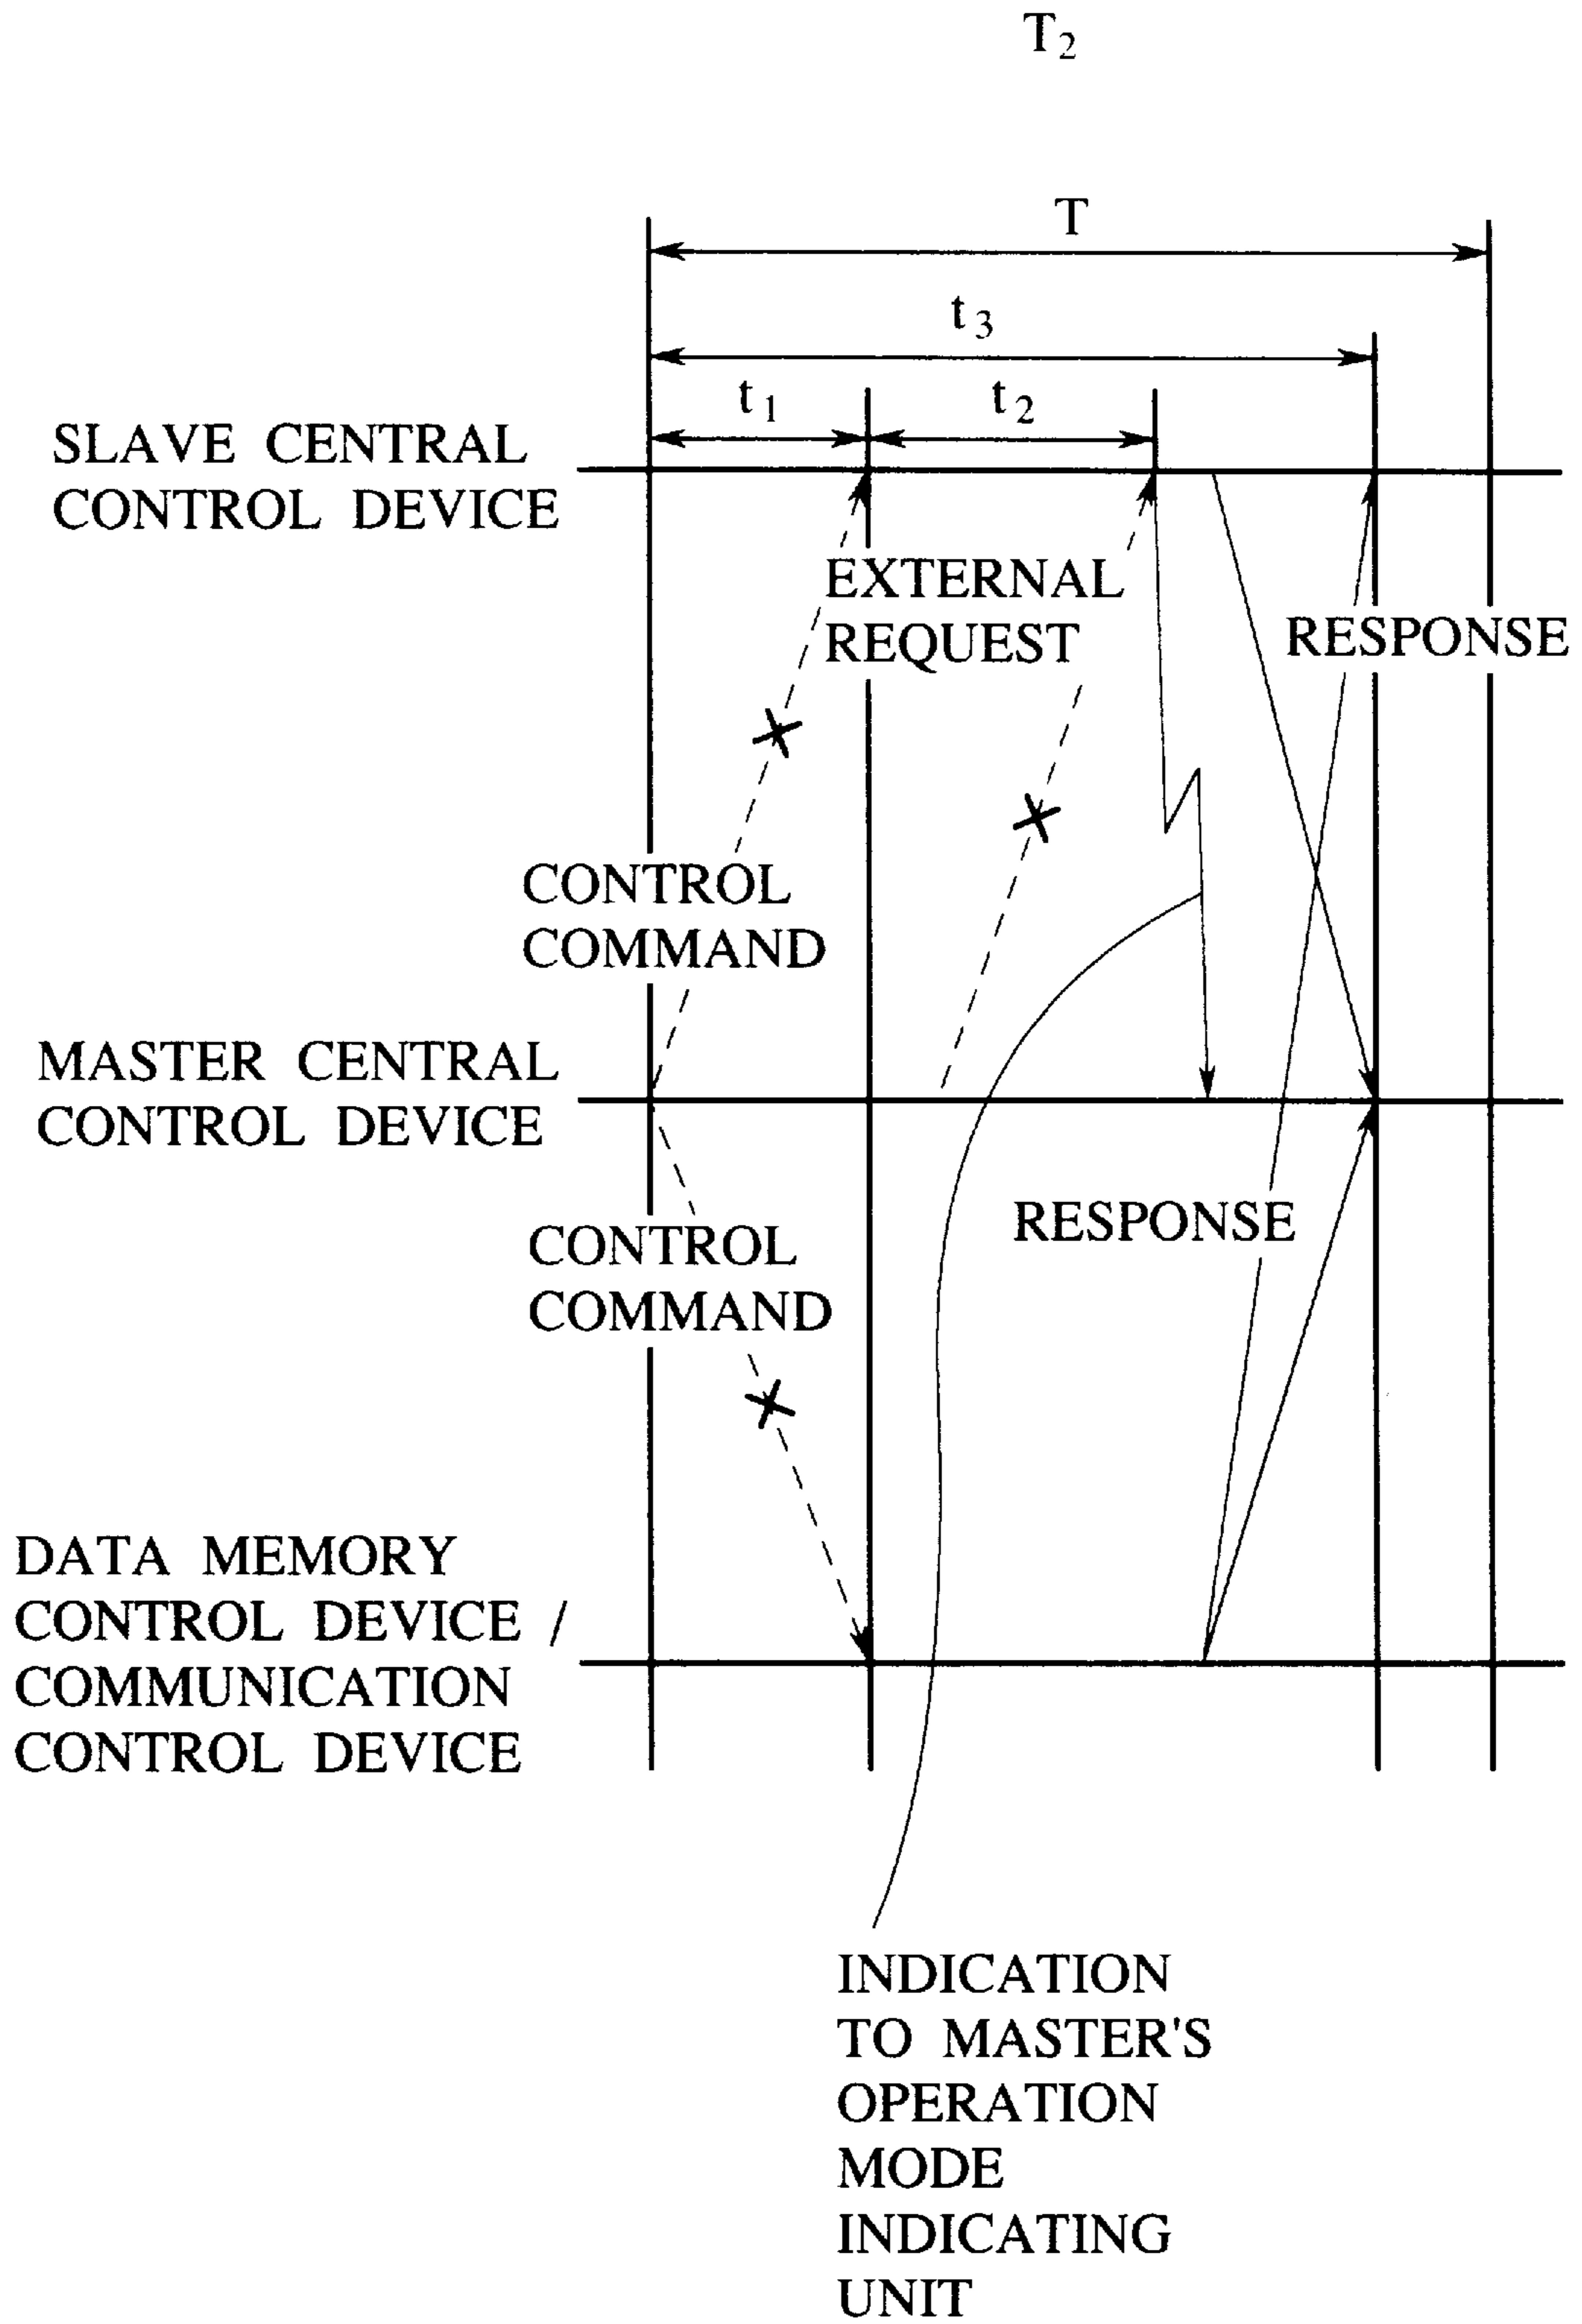 T2
T
t3
t1
t2
SLAVE CENTRAL
CONTROL DEVICE
EXTERNAL
REQUEST
RESPONSE
CONTROL
COMMAND
MASTER CENTRAL
CONTROL DEVICE
RESPONSE
CONTROL
COMMAND
DATA MEMORY
CONTROL DEVICE /
COMMUNICATION
CONTROL DEVICE
INDICATION
TO MASTER'S
OPERATION
MODE
INDICATING
UNIT